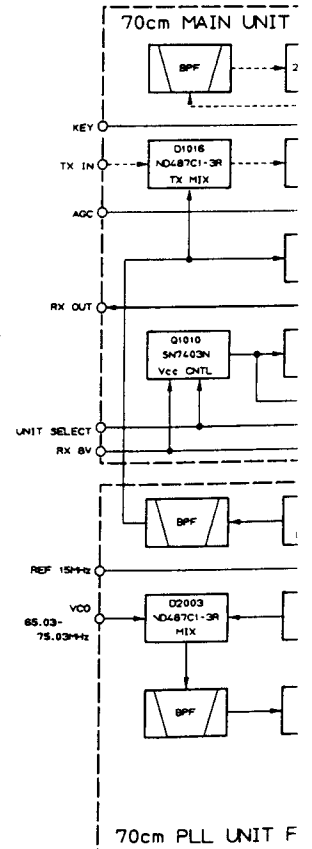 70cm MAIN UNIT
BPF
2
KEY
D1016
TX IN
ND487C1-3R
TX MIX
AGC
RX OUT
Q1010
SN7403N
Vcc CNTL
UNIT SELECT
RX 8V
BPF
REF 15MHz
D2003
VCO
ND487C1-3R
65.03-
MIX
75.03MHz
BPF
70cm PLL UNIT F